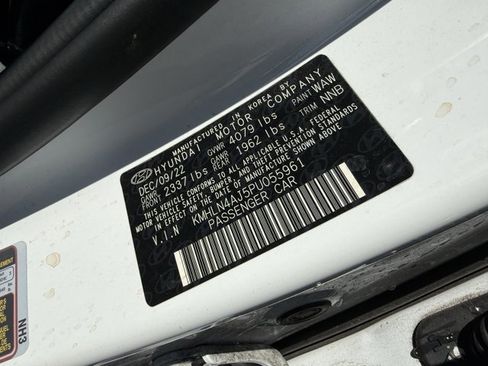 MANUFACTURED IN KOREA BY
HYUNDAI MOTOR COMPANY
DEC/09/22 GVWR 4079 lbs PAINT WAW
GAWR FRONT 2337 lbs GAWR REAR 1962 lbs TRIM NNB
THIS VEHICLE CONFORMS TO ALL APPLICABLE U.S.A. FEDERAL
MOTOR VEHICLE SAFETY, BUMPER, AND THEFT PREVENTION STANDARDS
IN EFFECT ON THE DATE OF MANUFACTURE SHOWN ABOVE.
V.I.N KMHLN4AJ5PU055961
PASSENGER CAR
NH3